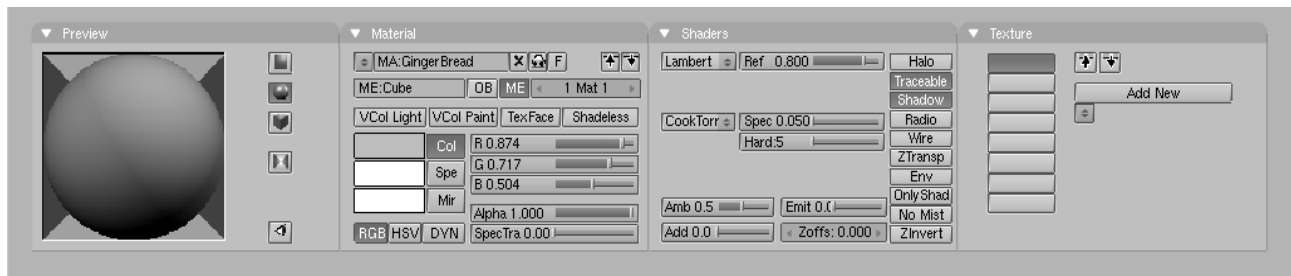 Preview
Material
MA:GingerBread X F
ME:Cube OB ME 1 Mat 1
VCol Light VCol Paint TexFace Shadeless
Col R 0.874
G 0.717
Spe
B 0.504
Mir
Alpha 1.000
RGB HSV DYN SpecTra 0.00
Shaders
Lambert Ref 0.800 Halo
Traceable
Shadow
CookTorr Spec 0.050 Radio
Hard:5 Wire
ZTransp
Env
OnlyShad
Amb 0.5 Emit 0.( No Mist
Add 0.0 Zoffs: 0.000 ZInvert
Texture
Add New